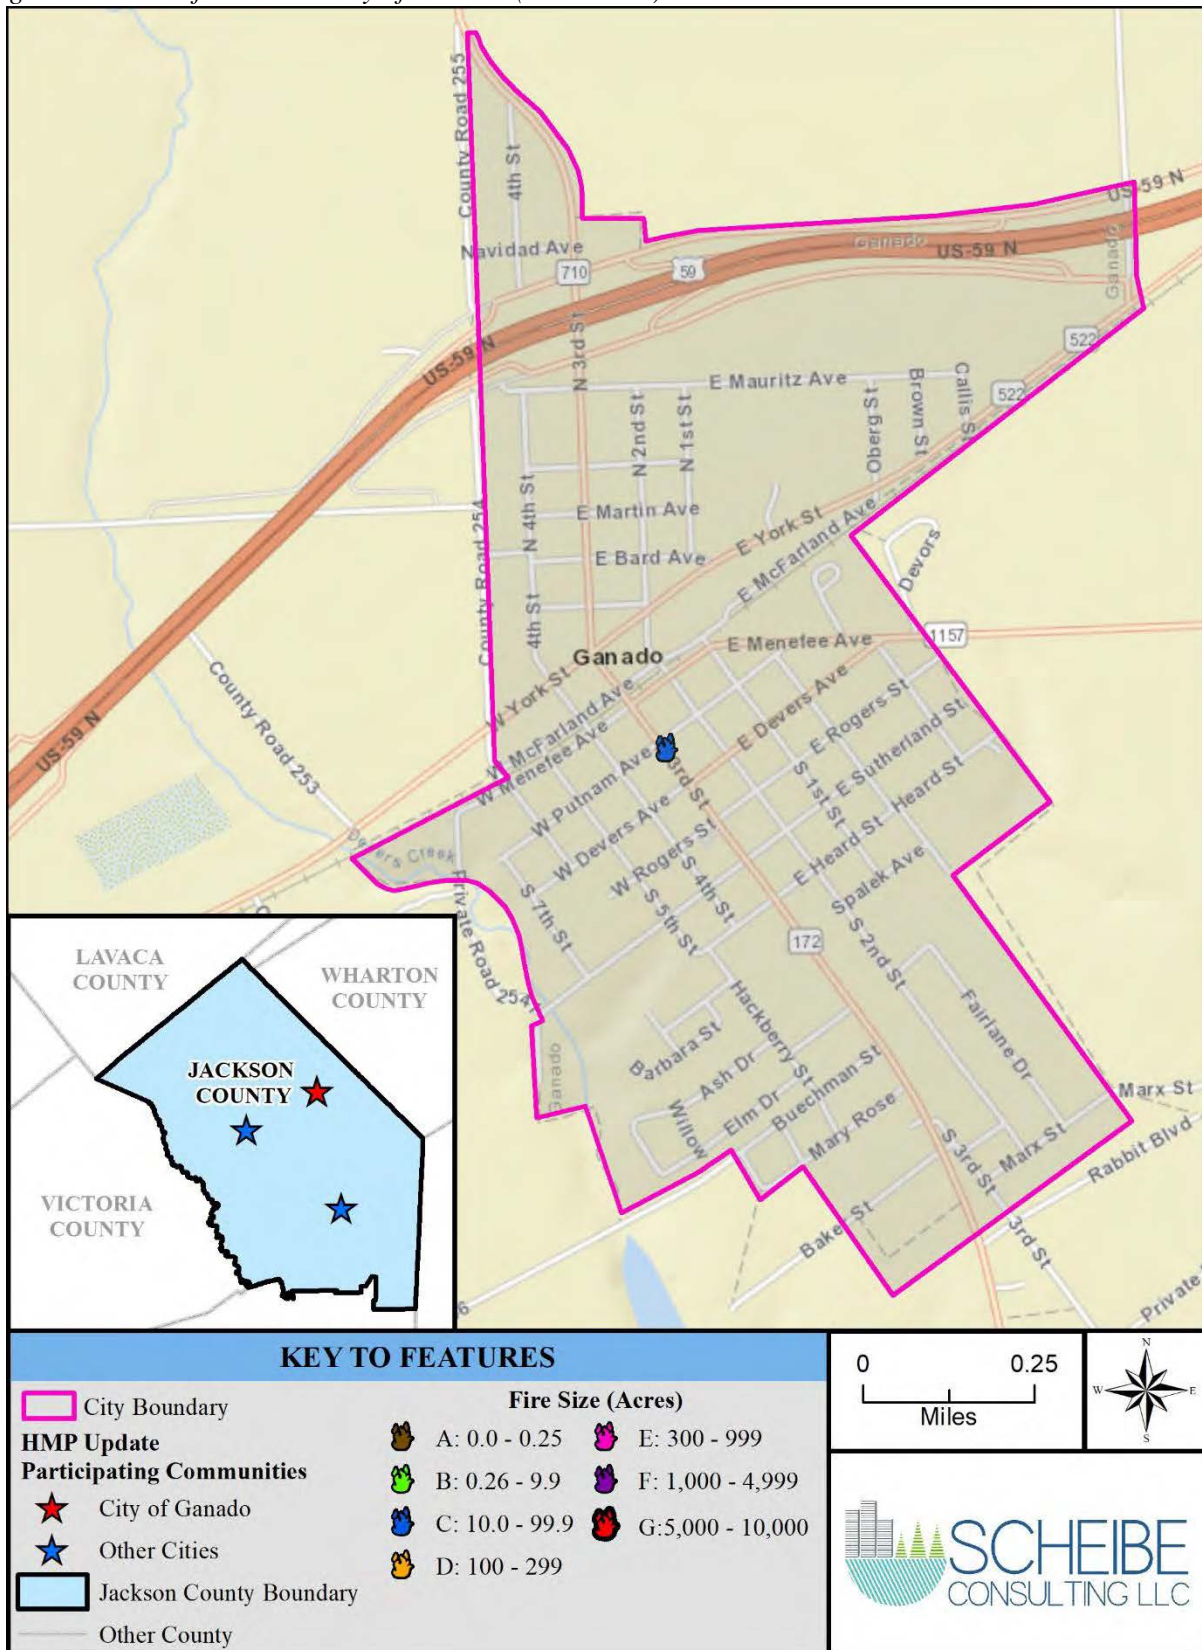 County Road 255
4th St
US-59 N
Navidad Ave
Ganado
US-59 N
710
59
Ganado
N 3rd St
522
US-59 N
E Mauritz Ave
Callis St
Brown St
522
N 2nd St
N 1st St
Oberg St
N 4th St
E Martin Ave
E York St
E McFarland Ave
County Road 254
E Bard Ave
Devors
4th St
1157
E Menefee Ave
Ganado
County Road 253
W York St
W McFarland Ave
E Devers Ave
E Rogers St
US-59 N
W Menefee Ave
3rd St
E Sutherland St
W Putnam Ave
S 1st St
Heard St
W Devers Ave
Devers Creek
W Rogers St
E Heard St
S 4th St
Spalek Ave
S 7th St
S 5th St
Private Road 2541
172
S 2nd St
Hackberry St
Fairlane Dr
Barbara St
Ganado
Ash Dr
Buechman St
Marx St
Elm Dr
Willow
Mary Rose
S 3rd St
Marx St
Rabbit Blvd
Baker St
3rd St
Private
6
LAVACA
COUNTY
WHARTON
COUNTY
JACKSON
COUNTY
VICTORIA
COUNTY
KEY TO FEATURES
City Boundary
HMP Update
Participating Communities
City of Ganado
Other Cities
Jackson County Boundary
Other County
Fire Size (Acres)
A: 0.0 - 0.25
B: 0.26 - 9.9
C: 10.0 - 99.9
D: 100 - 299
E: 300 - 999
F: 1,000 - 4,999
G:5,000 - 10,000
0 0.25
Miles
N
W E
S
SCHEIBE
CONSULTING LLC